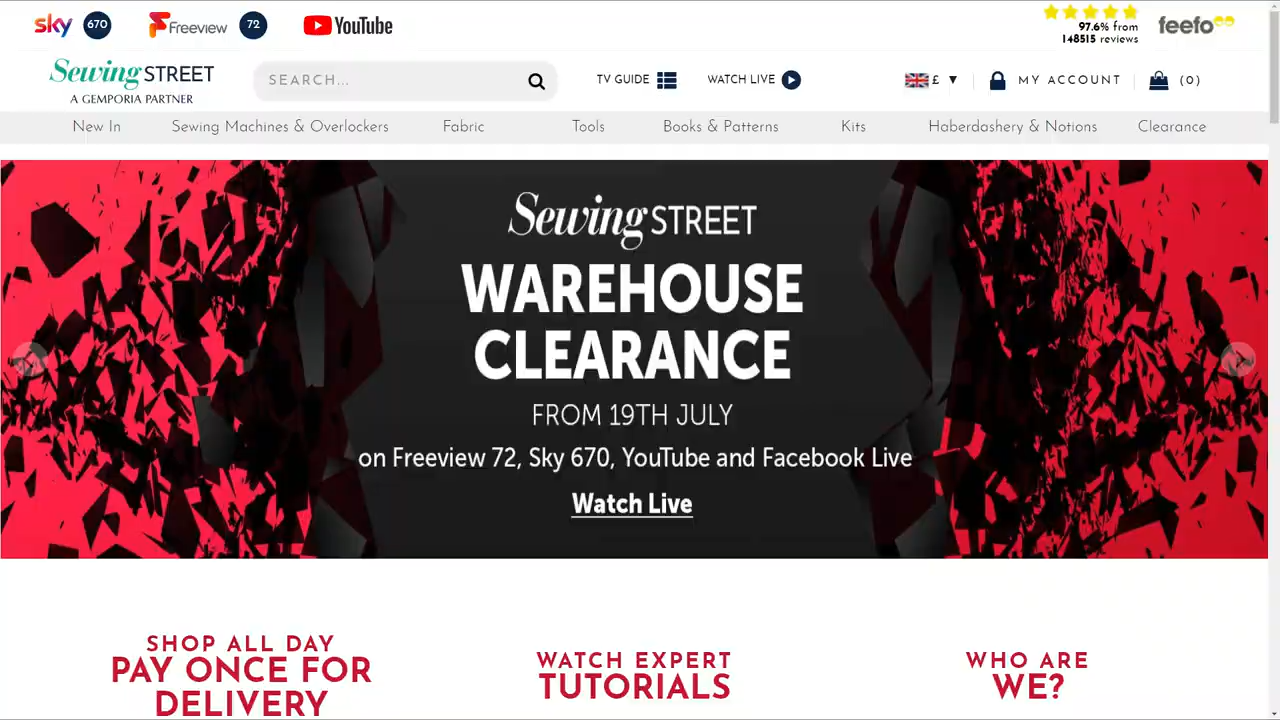 sky 670 Freeview 72 YouTube
97.6% from
148515 reviews
feefo
Sewing STREET
A GEMPORIA PARTNER
SEARCH...
TV GUIDE
WATCH LIVE
£ ▼
MY ACCOUNT
(0)
New In Sewing Machines & Overlockers Fabric Tools Books & Patterns Kits Haberdashery & Notions Clearance
Sewing STREET
WAREHOUSE
CLEARANCE
FROM 19TH JULY
on Freeview 72, Sky 670, YouTube and Facebook Live
Watch Live
SHOP ALL DAY
PAY ONCE FOR
DELIVERY
WATCH EXPERT
TUTORIALS
WHO ARE
WE?